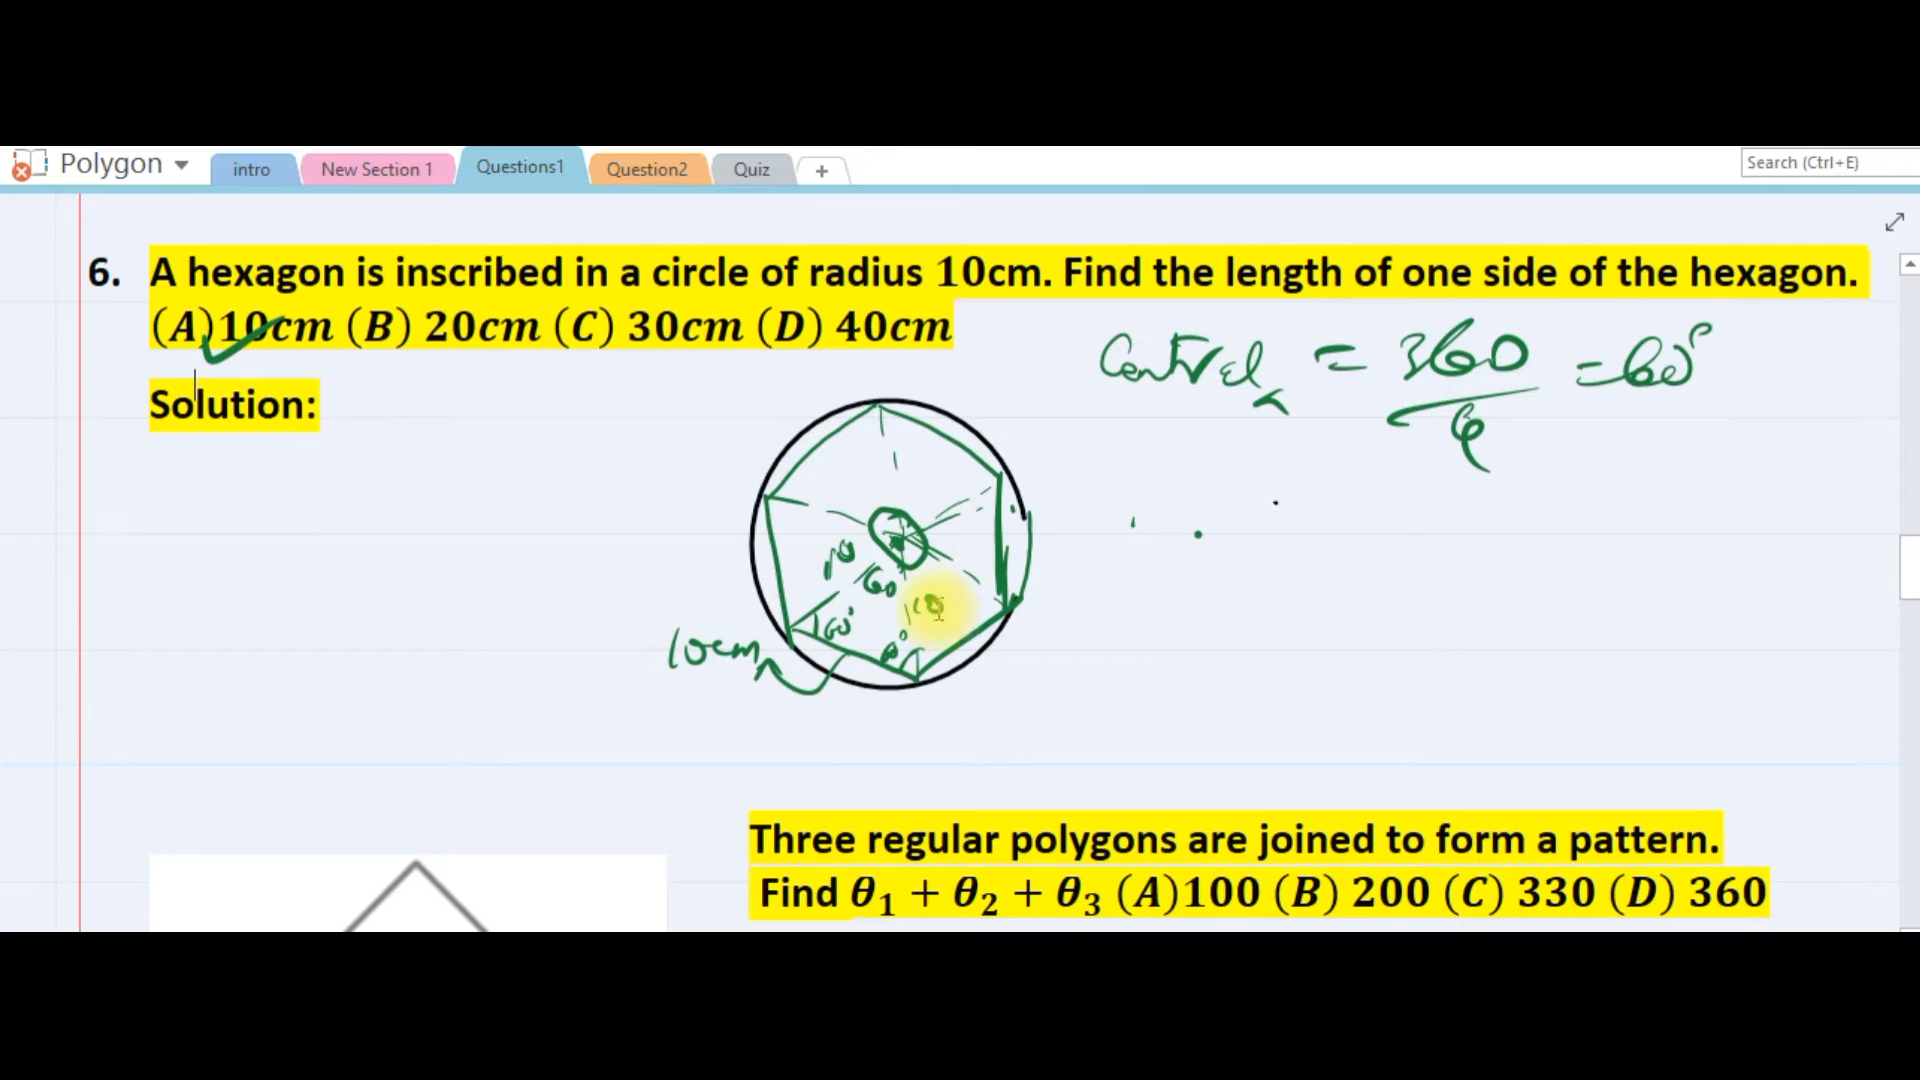 Polygon intro New Section 1 Questions1 Question2 Quiz + Search (Ctrl+E)
6. A hexagon is inscribed in a circle of radius 10cm. Find the length of one side of the hexagon.
(A)10cm (B) 20cm (C) 30cm (D) 40cm
Central = 360/6 = 60°
Solution:
10
60
10
60°
10cm
Three regular polygons are joined to form a pattern.
Find θ₁ + θ₂ + θ₃ (A)100 (B) 200 (C) 330 (D) 360